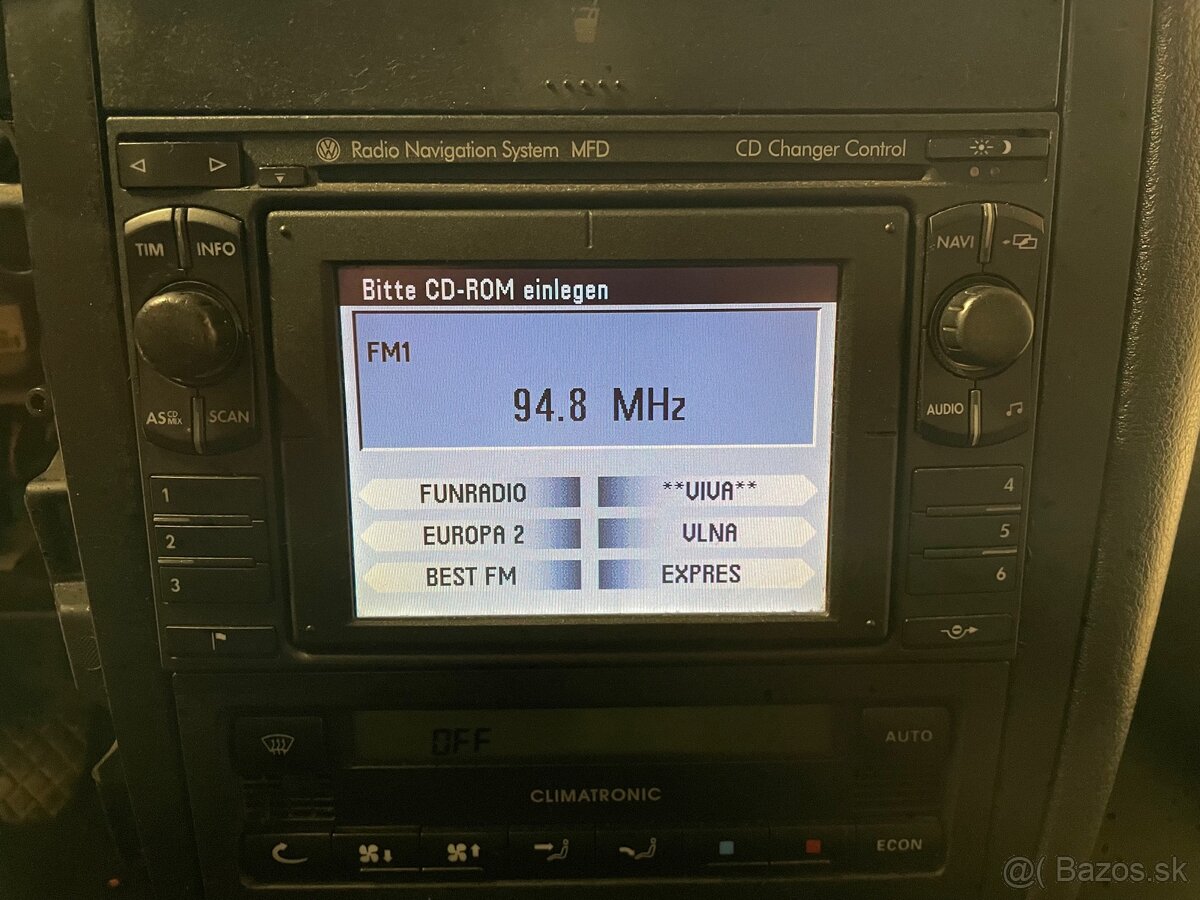 Radio Navigation System MFD
CD Changer Control
TIM
INFO
NAVI
Bitte CD-ROM einlegen
FM1
94.8 MHz
AS CD MIX
SCAN
AUDIO
FUNRADIO
**VIVA**
EUROPA 2
VLNA
BEST FM
EXPRES
1
2
3
4
5
6
OFF
AUTO
CLIMATRONIC
ECON
@( Bazos.sk